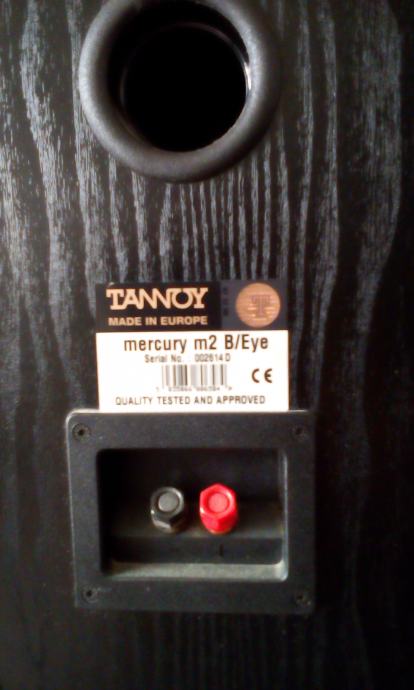 TANNOY
MADE IN EUROPE
mercury m2 B/Eye
Serial No. : 002614 D
CE
QUALITY TESTED AND APPROVED